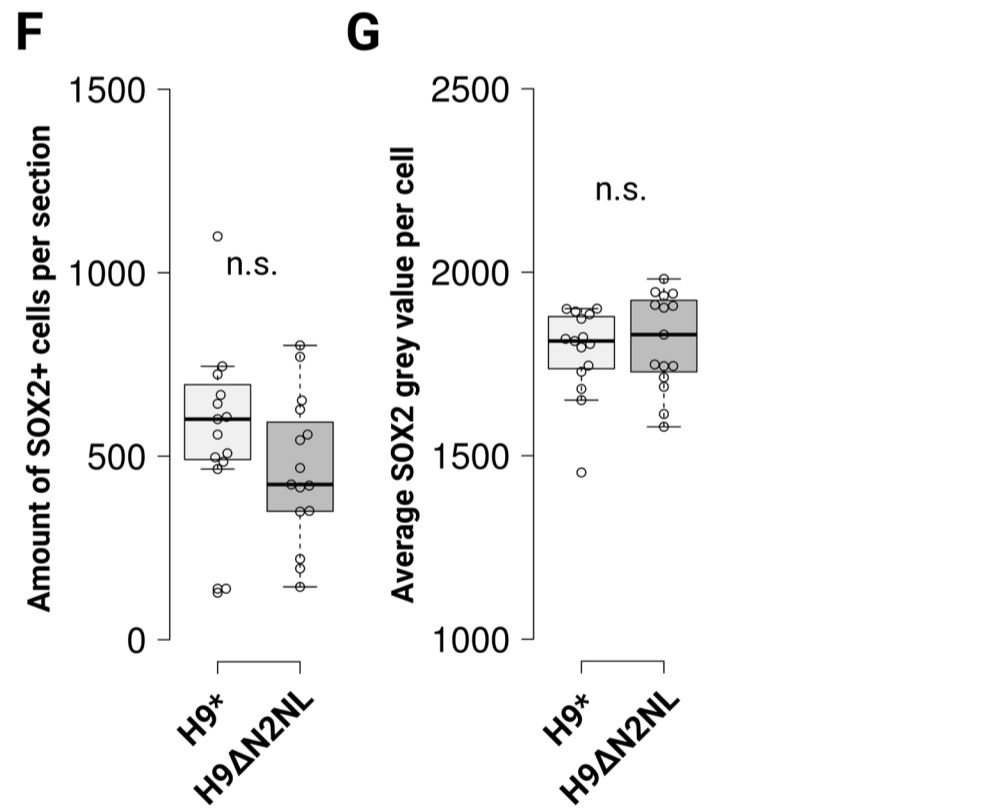 F
Amount of SOX2+ cells per section
1500
1000
500
0
n.s.
H9*
H9ΔN2NL
G
Average SOX2 grey value per cell
2500
2000
1500
1000
n.s.
H9*
H9ΔN2NL